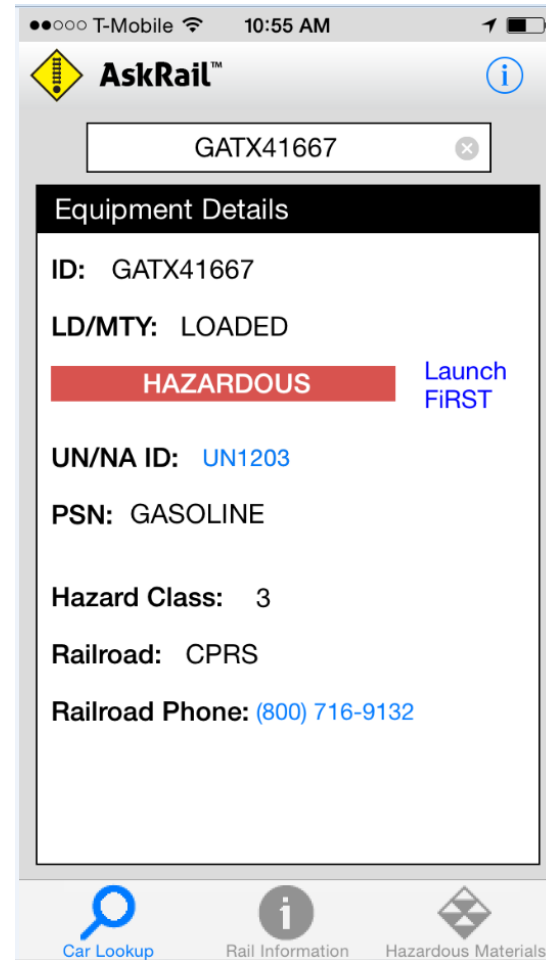 T-Mobile 10:55 AM
AskRail™
GATX41667
Equipment Details
ID: GATX41667
LD/MTY: LOADED
HAZARDOUS
Launch
FiRST
UN/NA ID: UN1203
PSN: GASOLINE
Hazard Class: 3
Railroad: CPRS
Railroad Phone: (800) 716-9132
Car Lookup Rail Information Hazardous Materials